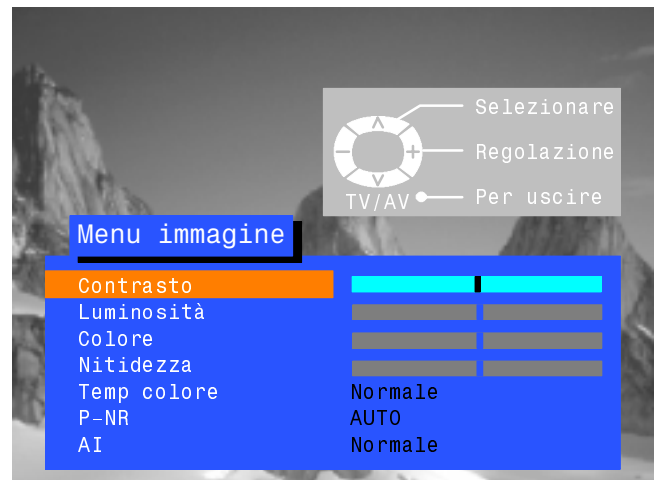 Selezionare
Regolazione
TV/AV Per uscire
Menu immagine
Contrasto
Luminosità
Colore
Nitidezza
Temp colore Normale
P-NR AUTO
AI Normale